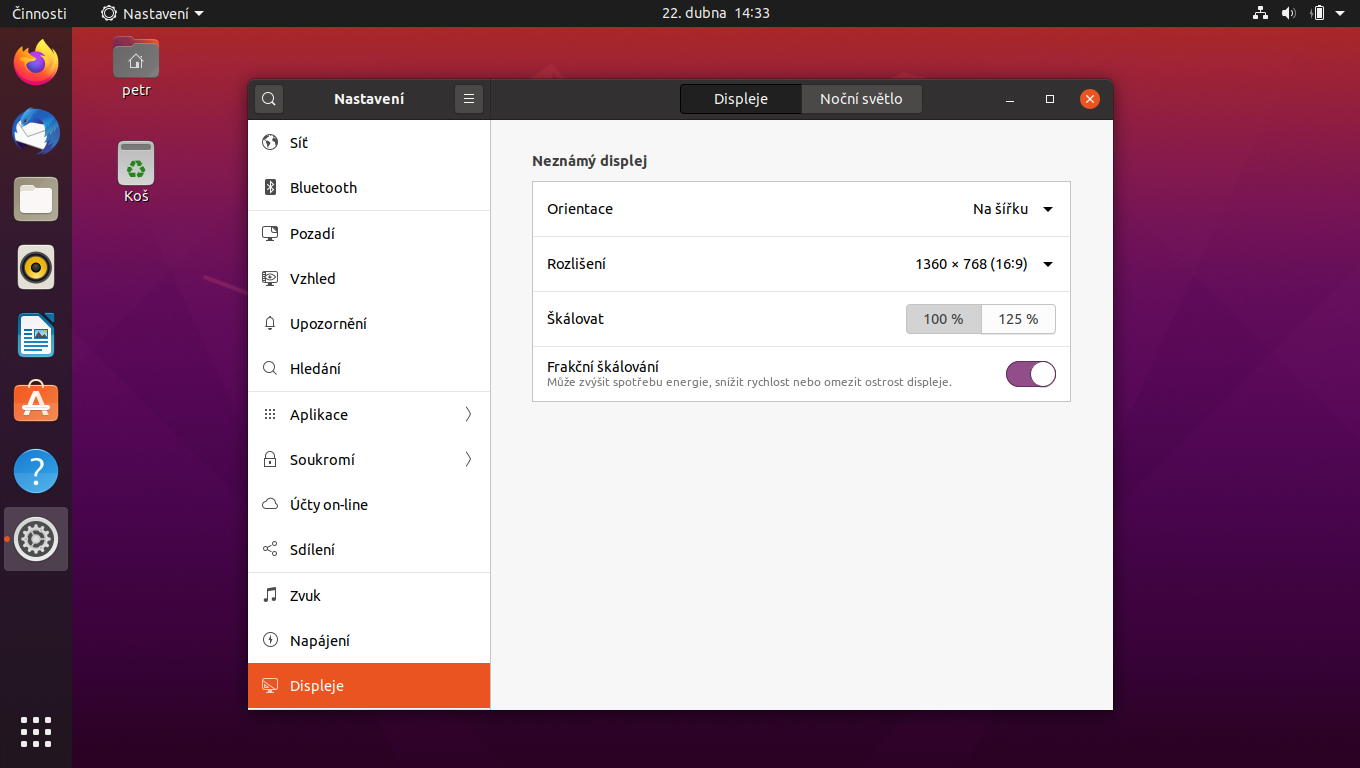 Činnosti
Nastavení
22. dubna 14:33
petr
Koš
Nastavení
Displeje
Noční světlo
Síť
Bluetooth
Pozadí
Vzhled
Upozornění
Hledání
Aplikace
Soukromí
Účty on-line
Sdílení
Zvuk
Napájení
Displeje
Neznámý displej
Orientace
Na šířku
Rozlišení
1360 × 768 (16∶9)
Škálovat
100 %
125 %
Frakční škálování
Může zvýšit spotřebu energie, snížit rychlost nebo omezit ostrost displeje.